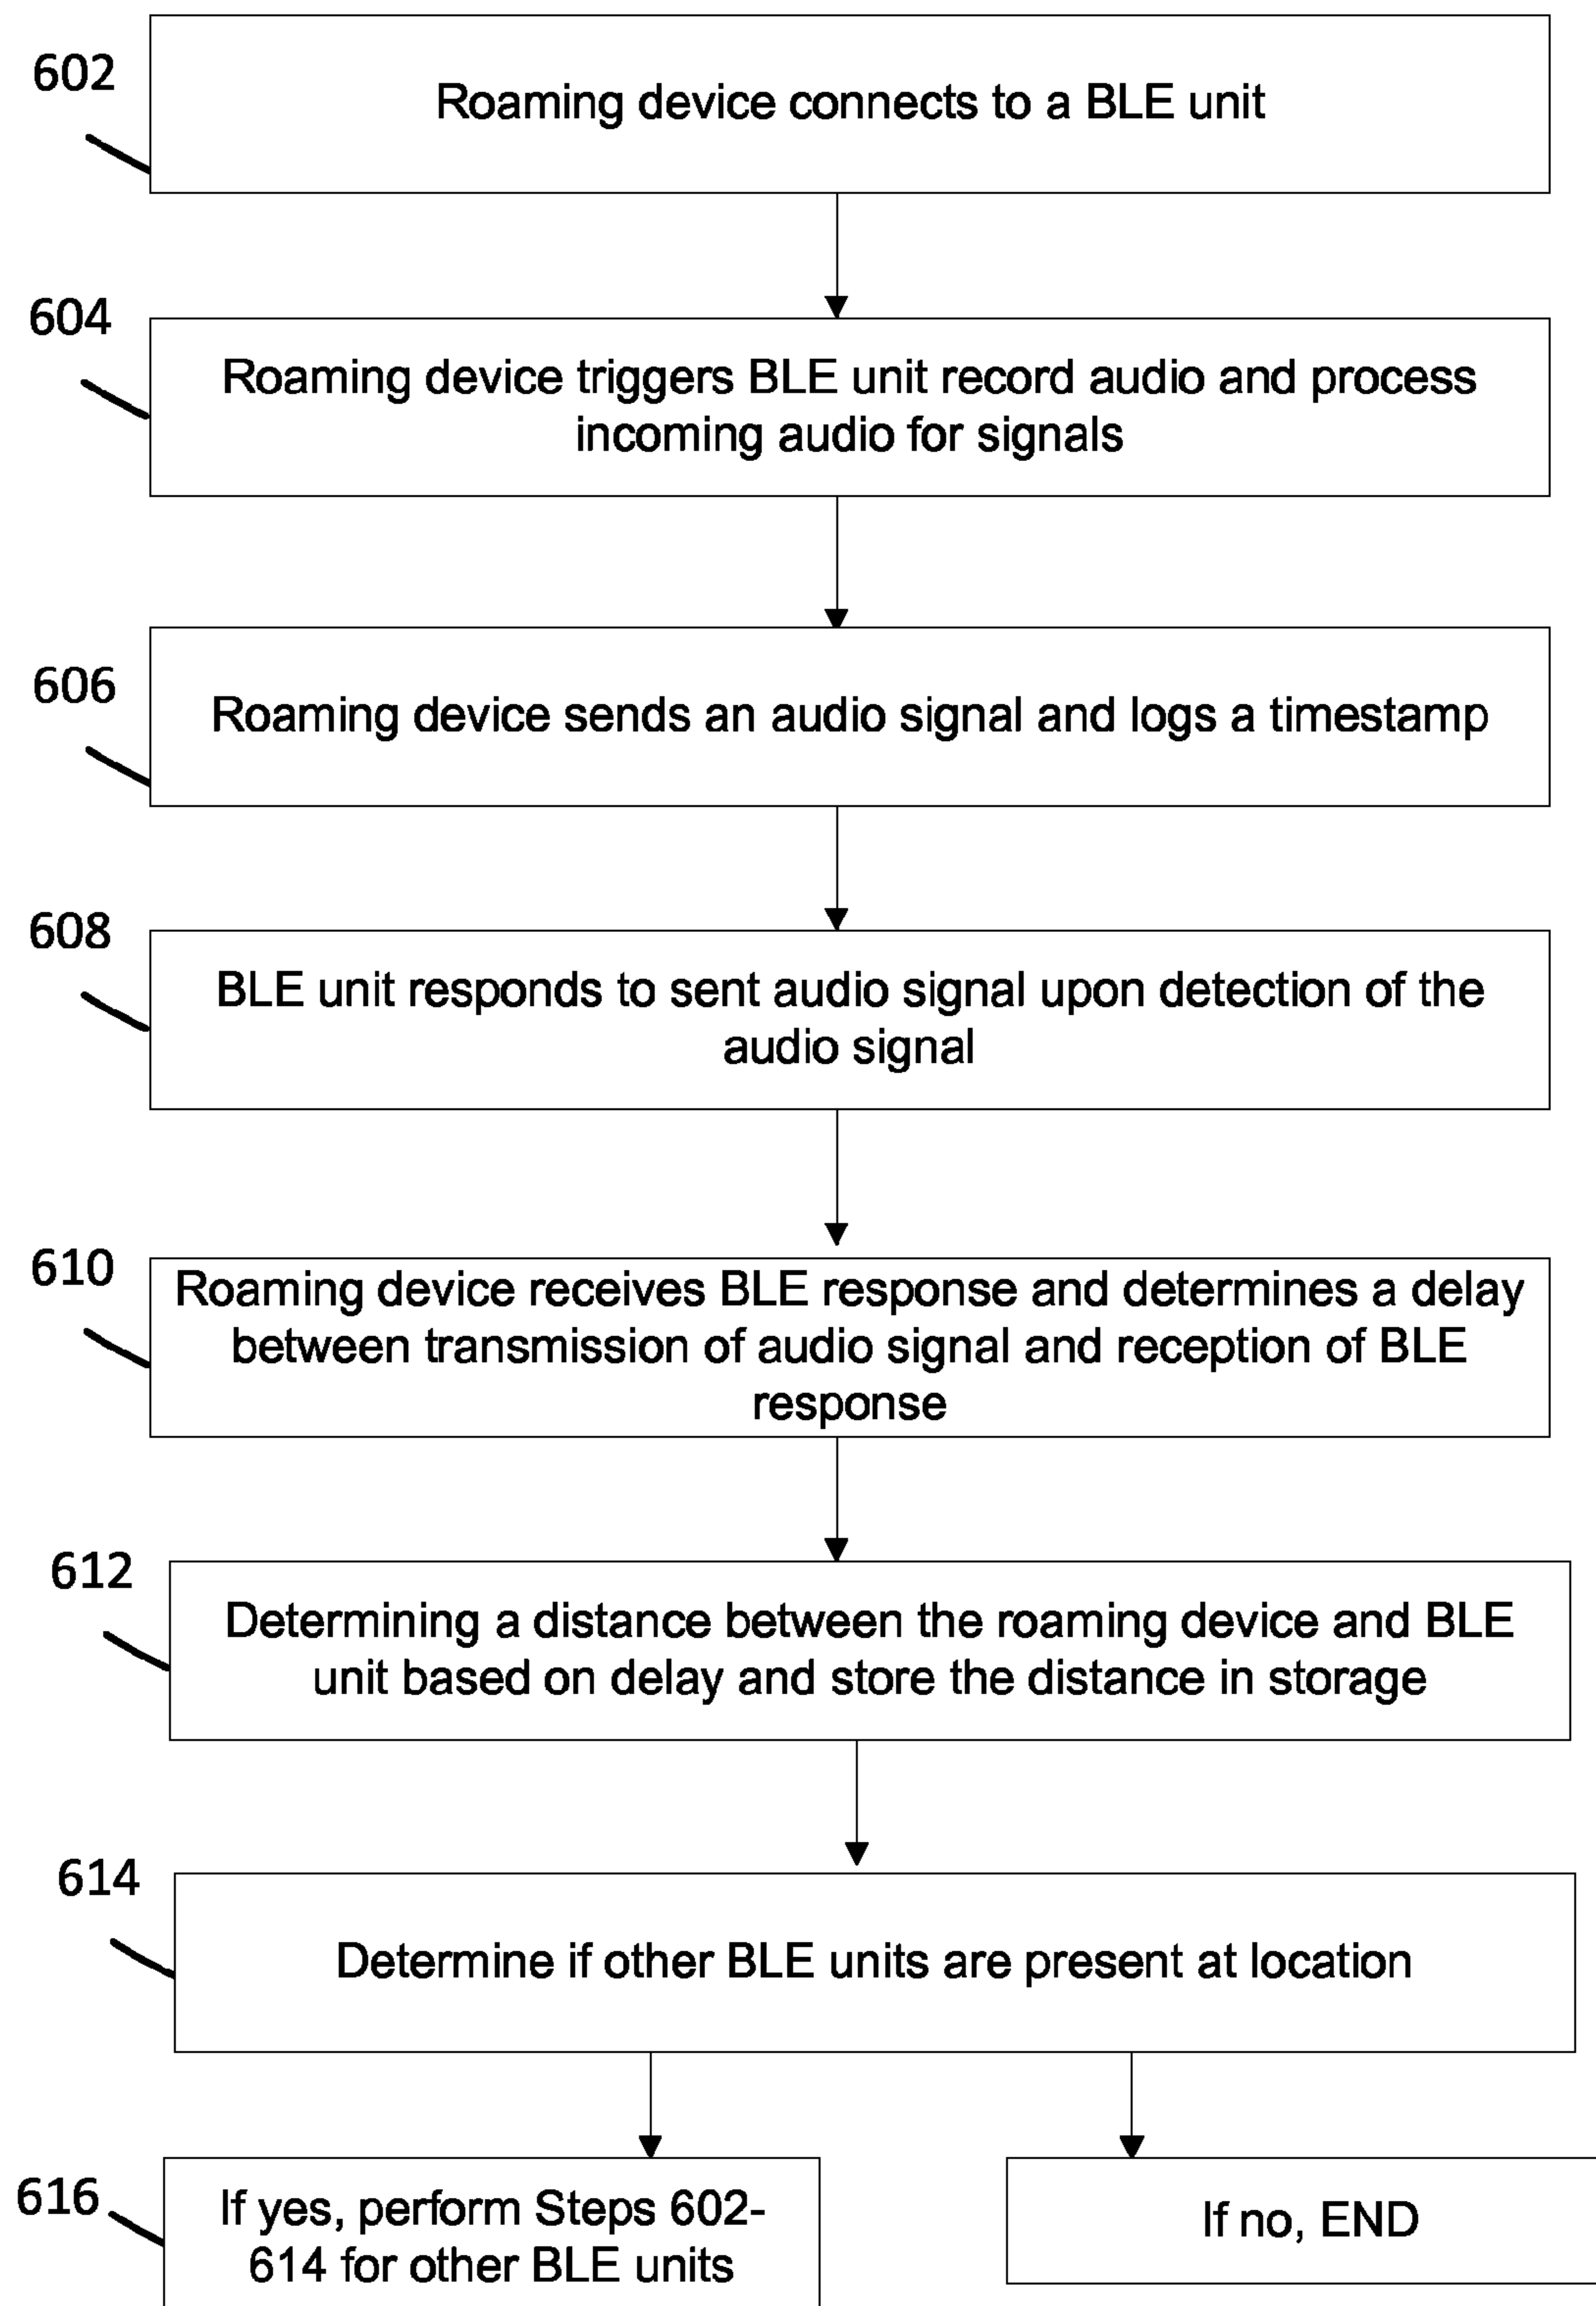 602
Roaming device connects to a BLE unit
604
Roaming device triggers BLE unit record audio and process
incoming audio for signals
606
Roaming device sends an audio signal and logs a timestamp
608
BLE unit responds to sent audio signal upon detection of the
audio signal
610
Roaming device receives BLE response and determines a delay
between transmission of audio signal and reception of BLE
response
612
Determining a distance between the roaming device and BLE
unit based on delay and store the distance in storage
614
Determine if other BLE units are present at location
616
If yes, perform Steps 602-
614 for other BLE units
If no, END